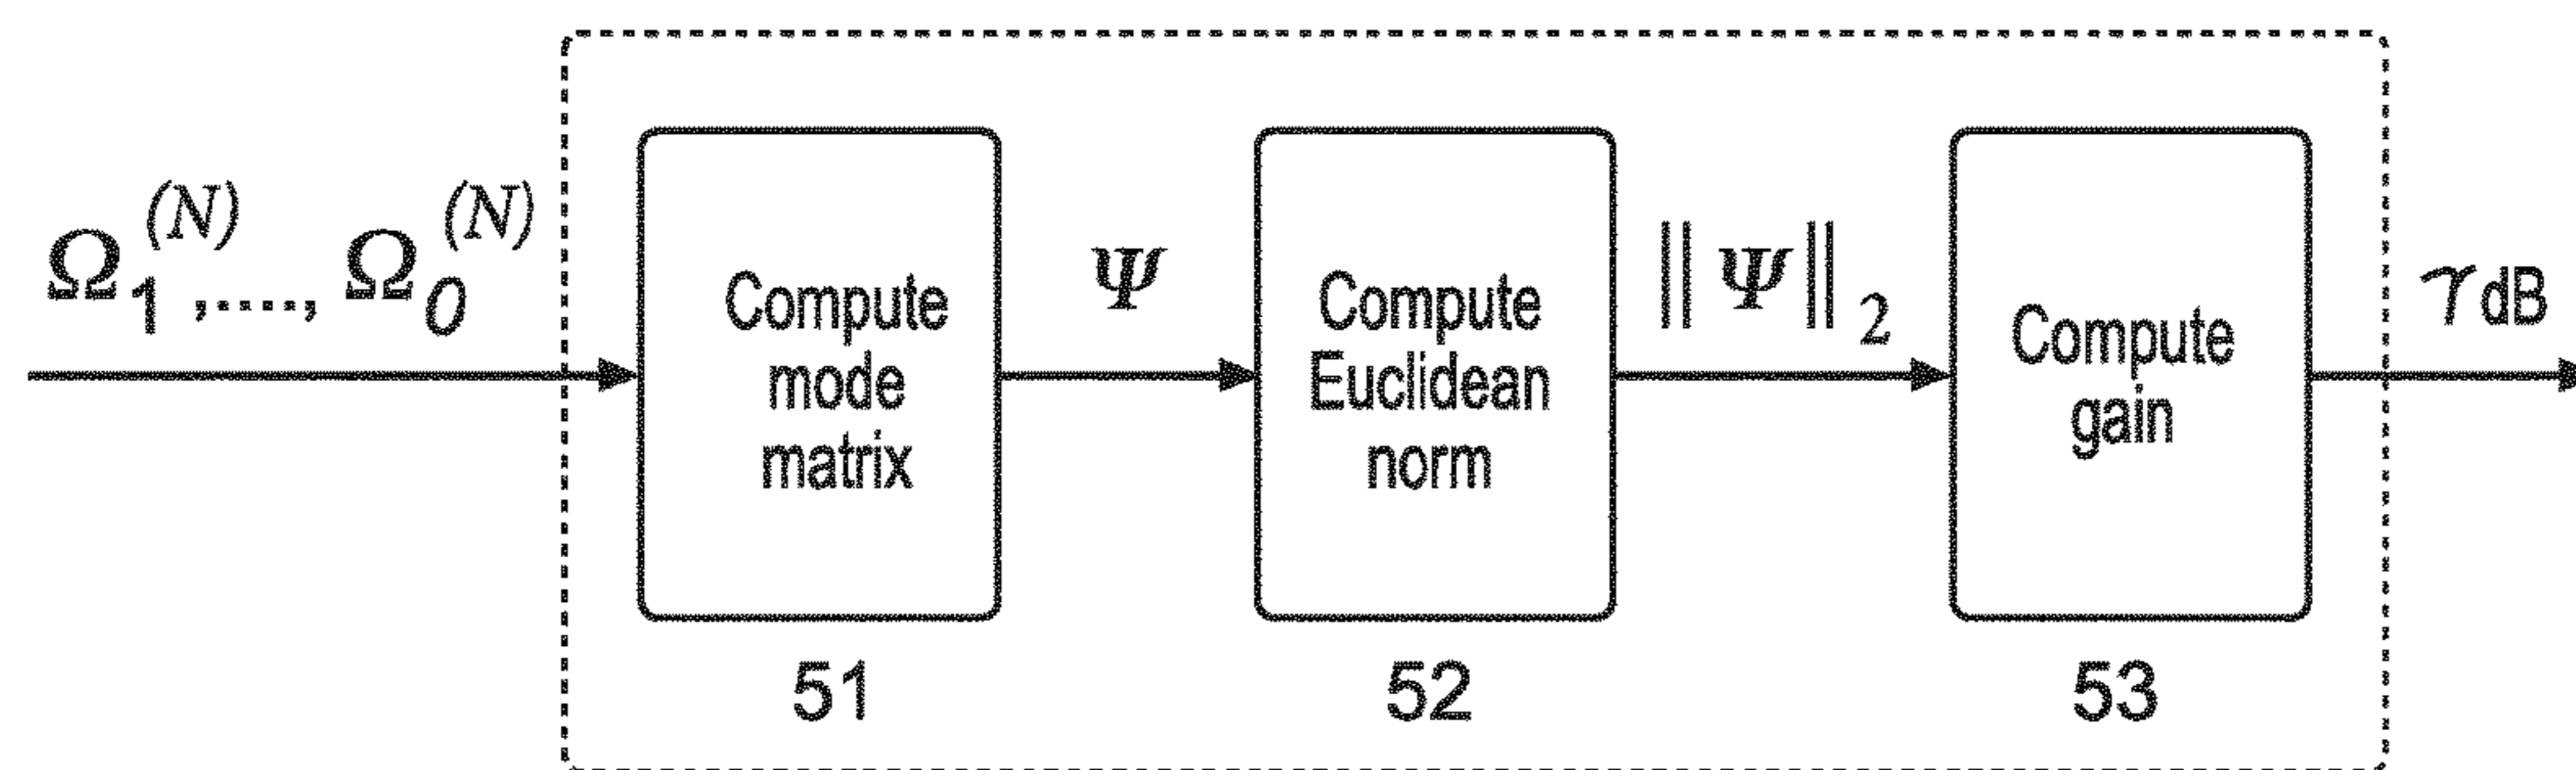 Ω₁⁽ᴺ⁾,....,Ω₀⁽ᴺ⁾
Compute
mode
matrix
51
Ψ
Compute
Euclidean
norm
52
||Ψ||₂
Compute
gain
53
γdB